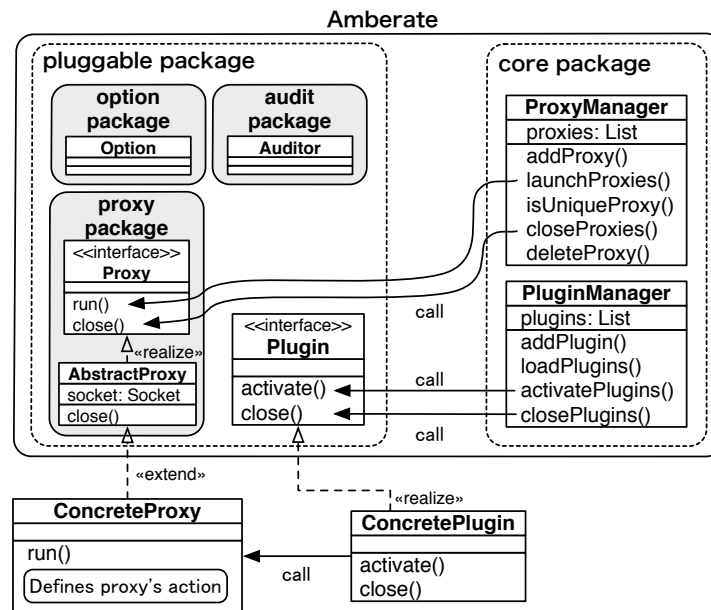 Amberate
pluggable package
option
package
Option
audit
package
Auditor
proxy
package
<<interface>>
Proxy
run()
close()
«realize»
AbstractProxy
socket: Socket
close()
<<interface>>
Plugin
activate()
close()
core package
ProxyManager
proxies: List
addProxy()
launchProxies()
isUniqueProxy()
closeProxies()
deleteProxy()
call
PluginManager
plugins: List
addPlugin()
loadPlugins()
activatePlugins()
closePlugins()
call
call
«extend»
«realize»
ConcreteProxy
run()
Defines proxy's action
call
ConcretePlugin
activate()
close()